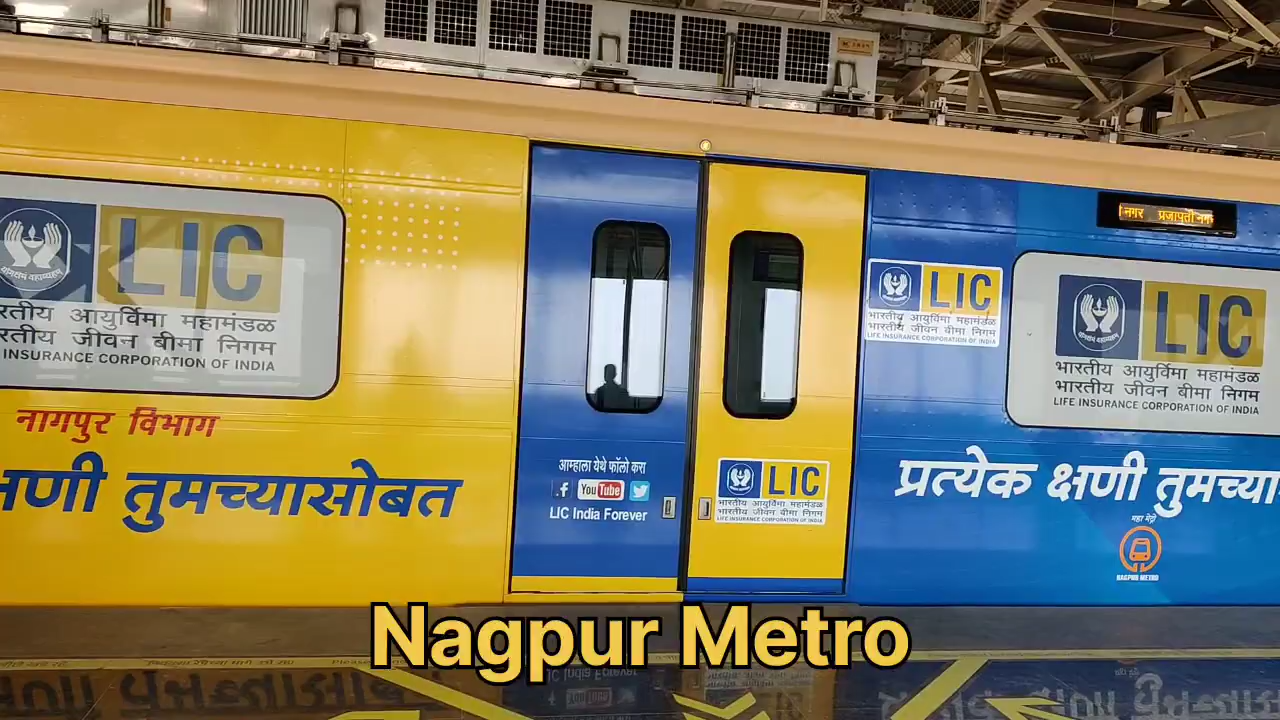 LIC
रतीय आयुर्विमा महामंडळ
रतीय जीवन बीमा निगम
INSURANCE CORPORATION OF INDIA
नागपुर विभाग
क्षणी तुमच्यासोबत
आम्हाला येथे फॉलो करा
f YouTube
LIC India Forever
LIC
भारतीय आयुर्विमा महामंडळ
भारतीय जीवन बीमा निगम
LIFE INSURANCE CORPORATION OF INDIA
LIC
भारतीय आयुर्विमा महामंडळ
भारतीय जीवन बीमा निगम
LIFE INSURANCE CORPORATION OF INDIA
नगर प्रजापती नग
LIC
भारतीय आयुर्विमा महामंडळ
भारतीय जीवन बीमा निगम
LIFE INSURANCE CORPORATION OF INDIA
प्रत्येक क्षणी तुमच्या
महा मेट्रो
NAGPUR METRO
Nagpur Metro